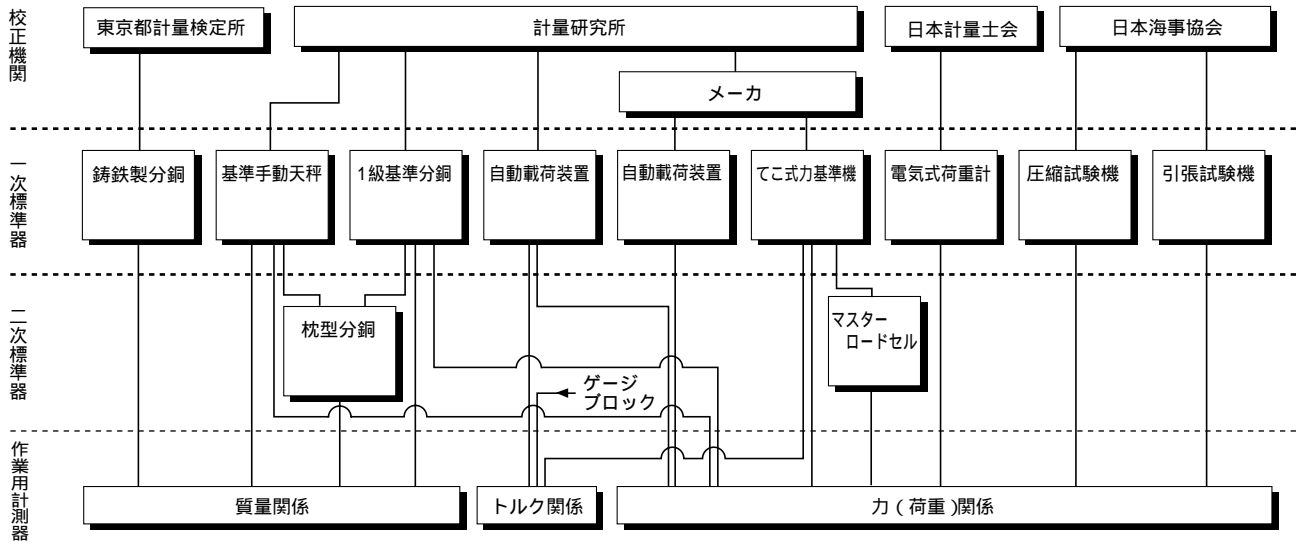 校正機関
東京都計量検定所
計量研究所
日本計量士会
日本海事協会
メーカ
一次標準器
鋳鉄製分銅
基準手動天秤
1級基準分銅
自動載荷装置
自動載荷装置
てこ式力基準機
電気式荷重計
圧縮試験機
引張試験機
二次標準器
枕型分銅
マスター
ロードセル
ゲージ
ブロック
作業用計測器
質量関係
トルク関係
力(荷重)関係